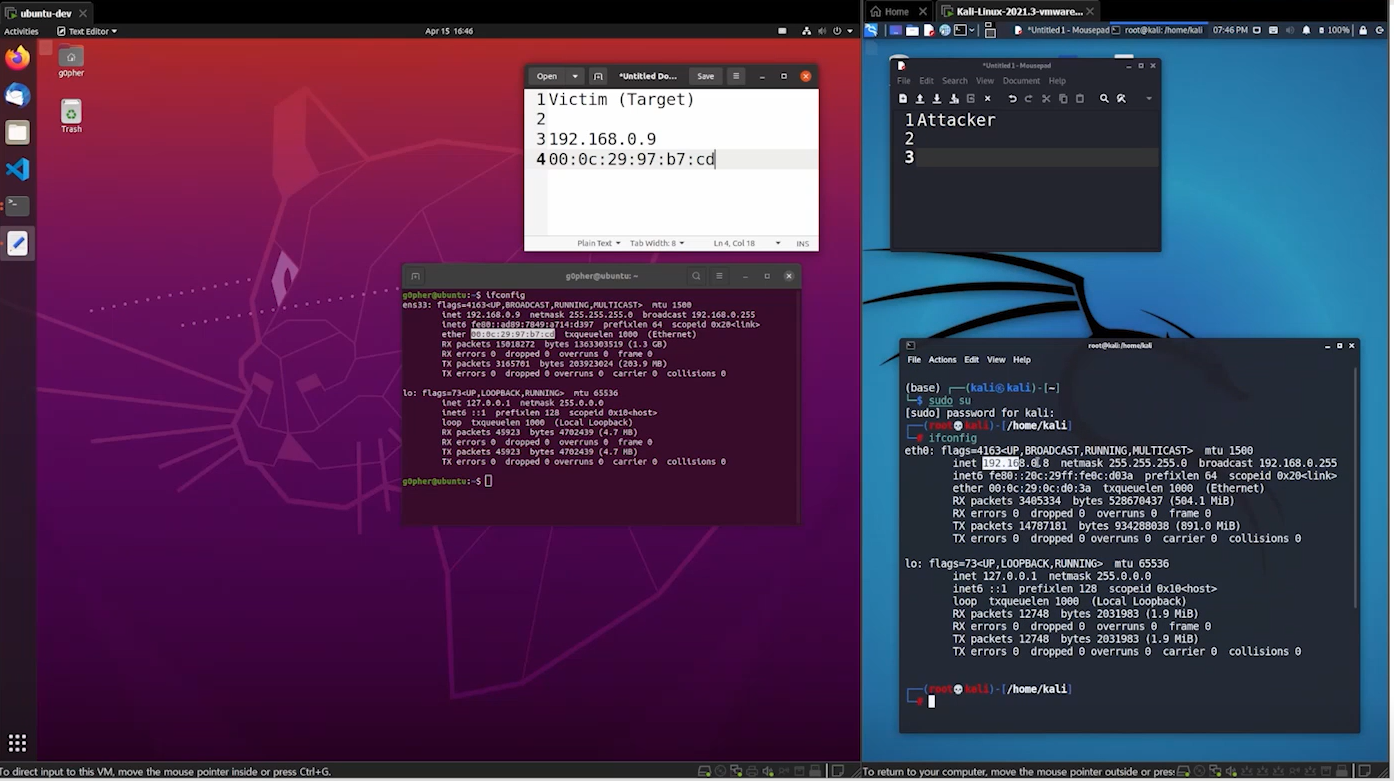 ubuntu-dev
Activities
Text Editor
Apr 15 16:46
g0pher
Trash
Open
*Untitled Do...
Save
1 Victim (Target)
2
3 192.168.0.9
4 00:0c:29:97:b7:cd
Plain Text
Tab Width: 8
Ln 4, Col 18
INS
g0pher@ubuntu: ~
g0pher@ubuntu:~$ ifconfig
ens33: flags=4163<UP,BROADCAST,RUNNING,MULTICAST> mtu 1500
inet 192.168.0.9 netmask 255.255.255.0 broadcast 192.168.0.255
inet6 fe80::ad89:7849:a714:d397 prefixlen 64 scopeid 0x20<link>
ether 00:0c:29:97:b7:cd txqueuelen 1000 (Ethernet)
RX packets 15018272 bytes 1363303519 (1.3 GB)
RX errors 0 dropped 0 overruns 0 frame 0
TX packets 3165701 bytes 203923024 (203.9 MB)
TX errors 0 dropped 0 overruns 0 carrier 0 collisions 0
lo: flags=73<UP,LOOPBACK,RUNNING> mtu 65536
inet 127.0.0.1 netmask 255.0.0.0
inet6 ::1 prefixlen 128 scopeid 0x10<host>
loop txqueuelen 1000 (Local Loopback)
RX packets 45923 bytes 4702439 (4.7 MB)
RX errors 0 dropped 0 overruns 0 frame 0
TX packets 45923 bytes 4702439 (4.7 MB)
TX errors 0 dropped 0 overruns 0 carrier 0 collisions 0
g0pher@ubuntu:~$
To direct input to this VM, move the mouse pointer inside or press Ctrl+G.
Home
Kali-Linux-2021.3-vmware...
*Untitled 1 - Mousepad
root@kali: /home/kali
07:46 PM
100%
*Untitled 1 - Mousepad
File Edit Search View Document Help
1 Attacker
2
3
root@kali: /home/kali
File Actions Edit View Help
(base) ┌──(kali㉿kali)-[~]
└─$ sudo su
[sudo] password for kali:
┌──(root💀kali)-[/home/kali]
└─# ifconfig
eth0: flags=4163<UP,BROADCAST,RUNNING,MULTICAST> mtu 1500
inet 192.168.0.8 netmask 255.255.255.0 broadcast 192.168.0.255
inet6 fe80::20c:29ff:fe0c:d03a prefixlen 64 scopeid 0x20<link>
ether 00:0c:29:0c:d0:3a txqueuelen 1000 (Ethernet)
RX packets 3405334 bytes 528670437 (504.1 MiB)
RX errors 0 dropped 0 overruns 0 frame 0
TX packets 14787181 bytes 934288038 (891.0 MiB)
TX errors 0 dropped 0 overruns 0 carrier 0 collisions 0
lo: flags=73<UP,LOOPBACK,RUNNING> mtu 65536
inet 127.0.0.1 netmask 255.0.0.0
inet6 ::1 prefixlen 128 scopeid 0x10<host>
loop txqueuelen 1000 (Local Loopback)
RX packets 12748 bytes 2031983 (1.9 MiB)
RX errors 0 dropped 0 overruns 0 frame 0
TX packets 12748 bytes 2031983 (1.9 MiB)
TX errors 0 dropped 0 overruns 0 carrier 0 collisions 0
┌──(root💀kali)-[/home/kali]
└─#
To return to your computer, move the mouse pointer outside or press